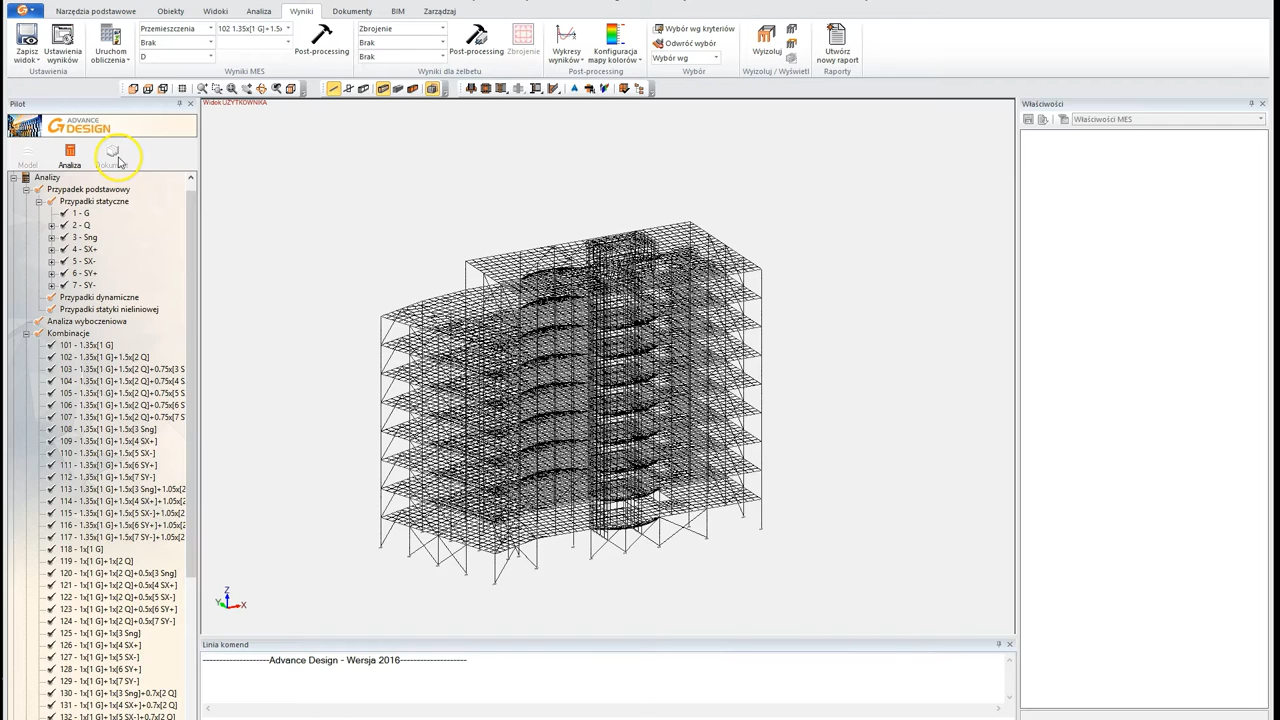 Narzędzia podstawowe Obiekty Widoki Analiza Wyniki Dokumenty BIM Zarządzaj
Zapisz widok
Ustawienia wyników
Uruchom obliczenia
Przemieszczenia 102 1.35x[1 G]+1.5x
Brak
D
Post-processing
Zbrojenie
Brak
Brak
Post-processing
Zbrojenie
Wykresy wyników
Konfiguracja mapy kolorów
Wybór wg kryteriów
Odwróć wybór
Wybór wg
Wyizoluj
Utwórz nowy raport
Ustawienia Wyniki MES Wyniki dla żelbetu Post-processing Wybór Wyizoluj / Wyświetl Raporty
Pilot
ADVANCE
DESIGN
Model Analiza Dokument
Analizy
Przypadek podstawowy
Przypadki statyczne
1 - G
2 - Q
3 - Sng
4 - SX+
5 - SX-
6 - SY+
7 - SY-
Przypadki dynamiczne
Przypadki statyki nieliniowej
Analiza wyboczeniowa
Kombinacje
101 - 1.35x[1 G]
102 - 1.35x[1 G]+1.5x[2 Q]
103 - 1.35x[1 G]+1.5x[2 Q]+0.75x[3 S
104 - 1.35x[1 G]+1.5x[2 Q]+0.75x[4 S
105 - 1.35x[1 G]+1.5x[2 Q]+0.75x[5 S
106 - 1.35x[1 G]+1.5x[2 Q]+0.75x[6 S
107 - 1.35x[1 G]+1.5x[2 Q]+0.75x[7 S
108 - 1.35x[1 G]+1.5x[3 Sng]
109 - 1.35x[1 G]+1.5x[4 SX+]
110 - 1.35x[1 G]+1.5x[5 SX-]
111 - 1.35x[1 G]+1.5x[6 SY+]
112 - 1.35x[1 G]+1.5x[7 SY-]
113 - 1.35x[1 G]+1.5x[3 Sng]+1.05x[2
114 - 1.35x[1 G]+1.5x[4 SX+]+1.05x[2
115 - 1.35x[1 G]+1.5x[5 SX-]+1.05x[2
116 - 1.35x[1 G]+1.5x[6 SY+]+1.05x[2
117 - 1.35x[1 G]+1.5x[7 SY-]+1.05x[2
118 - 1x[1 G]
119 - 1x[1 G]+1x[2 Q]
120 - 1x[1 G]+1x[2 Q]+0.5x[3 Sng]
121 - 1x[1 G]+1x[2 Q]+0.5x[4 SX+]
122 - 1x[1 G]+1x[2 Q]+0.5x[5 SX-]
123 - 1x[1 G]+1x[2 Q]+0.5x[6 SY+]
124 - 1x[1 G]+1x[2 Q]+0.5x[7 SY-]
125 - 1x[1 G]+1x[3 Sng]
126 - 1x[1 G]+1x[4 SX+]
127 - 1x[1 G]+1x[5 SX-]
128 - 1x[1 G]+1x[6 SY+]
129 - 1x[1 G]+1x[7 SY-]
130 - 1x[1 G]+1x[3 Sng]+0.7x[2 Q]
131 - 1x[1 G]+1x[4 SX+]+0.7x[2 Q]
132 - 1x[1 G]+1x[5 SX-]+0.7x[2 Q]
Widok UŻYTKOWNIKA
Z
Y X
Linia komend
--------------------Advance Design - Wersja 2016-------------------
Właściwości
Właściwości MES